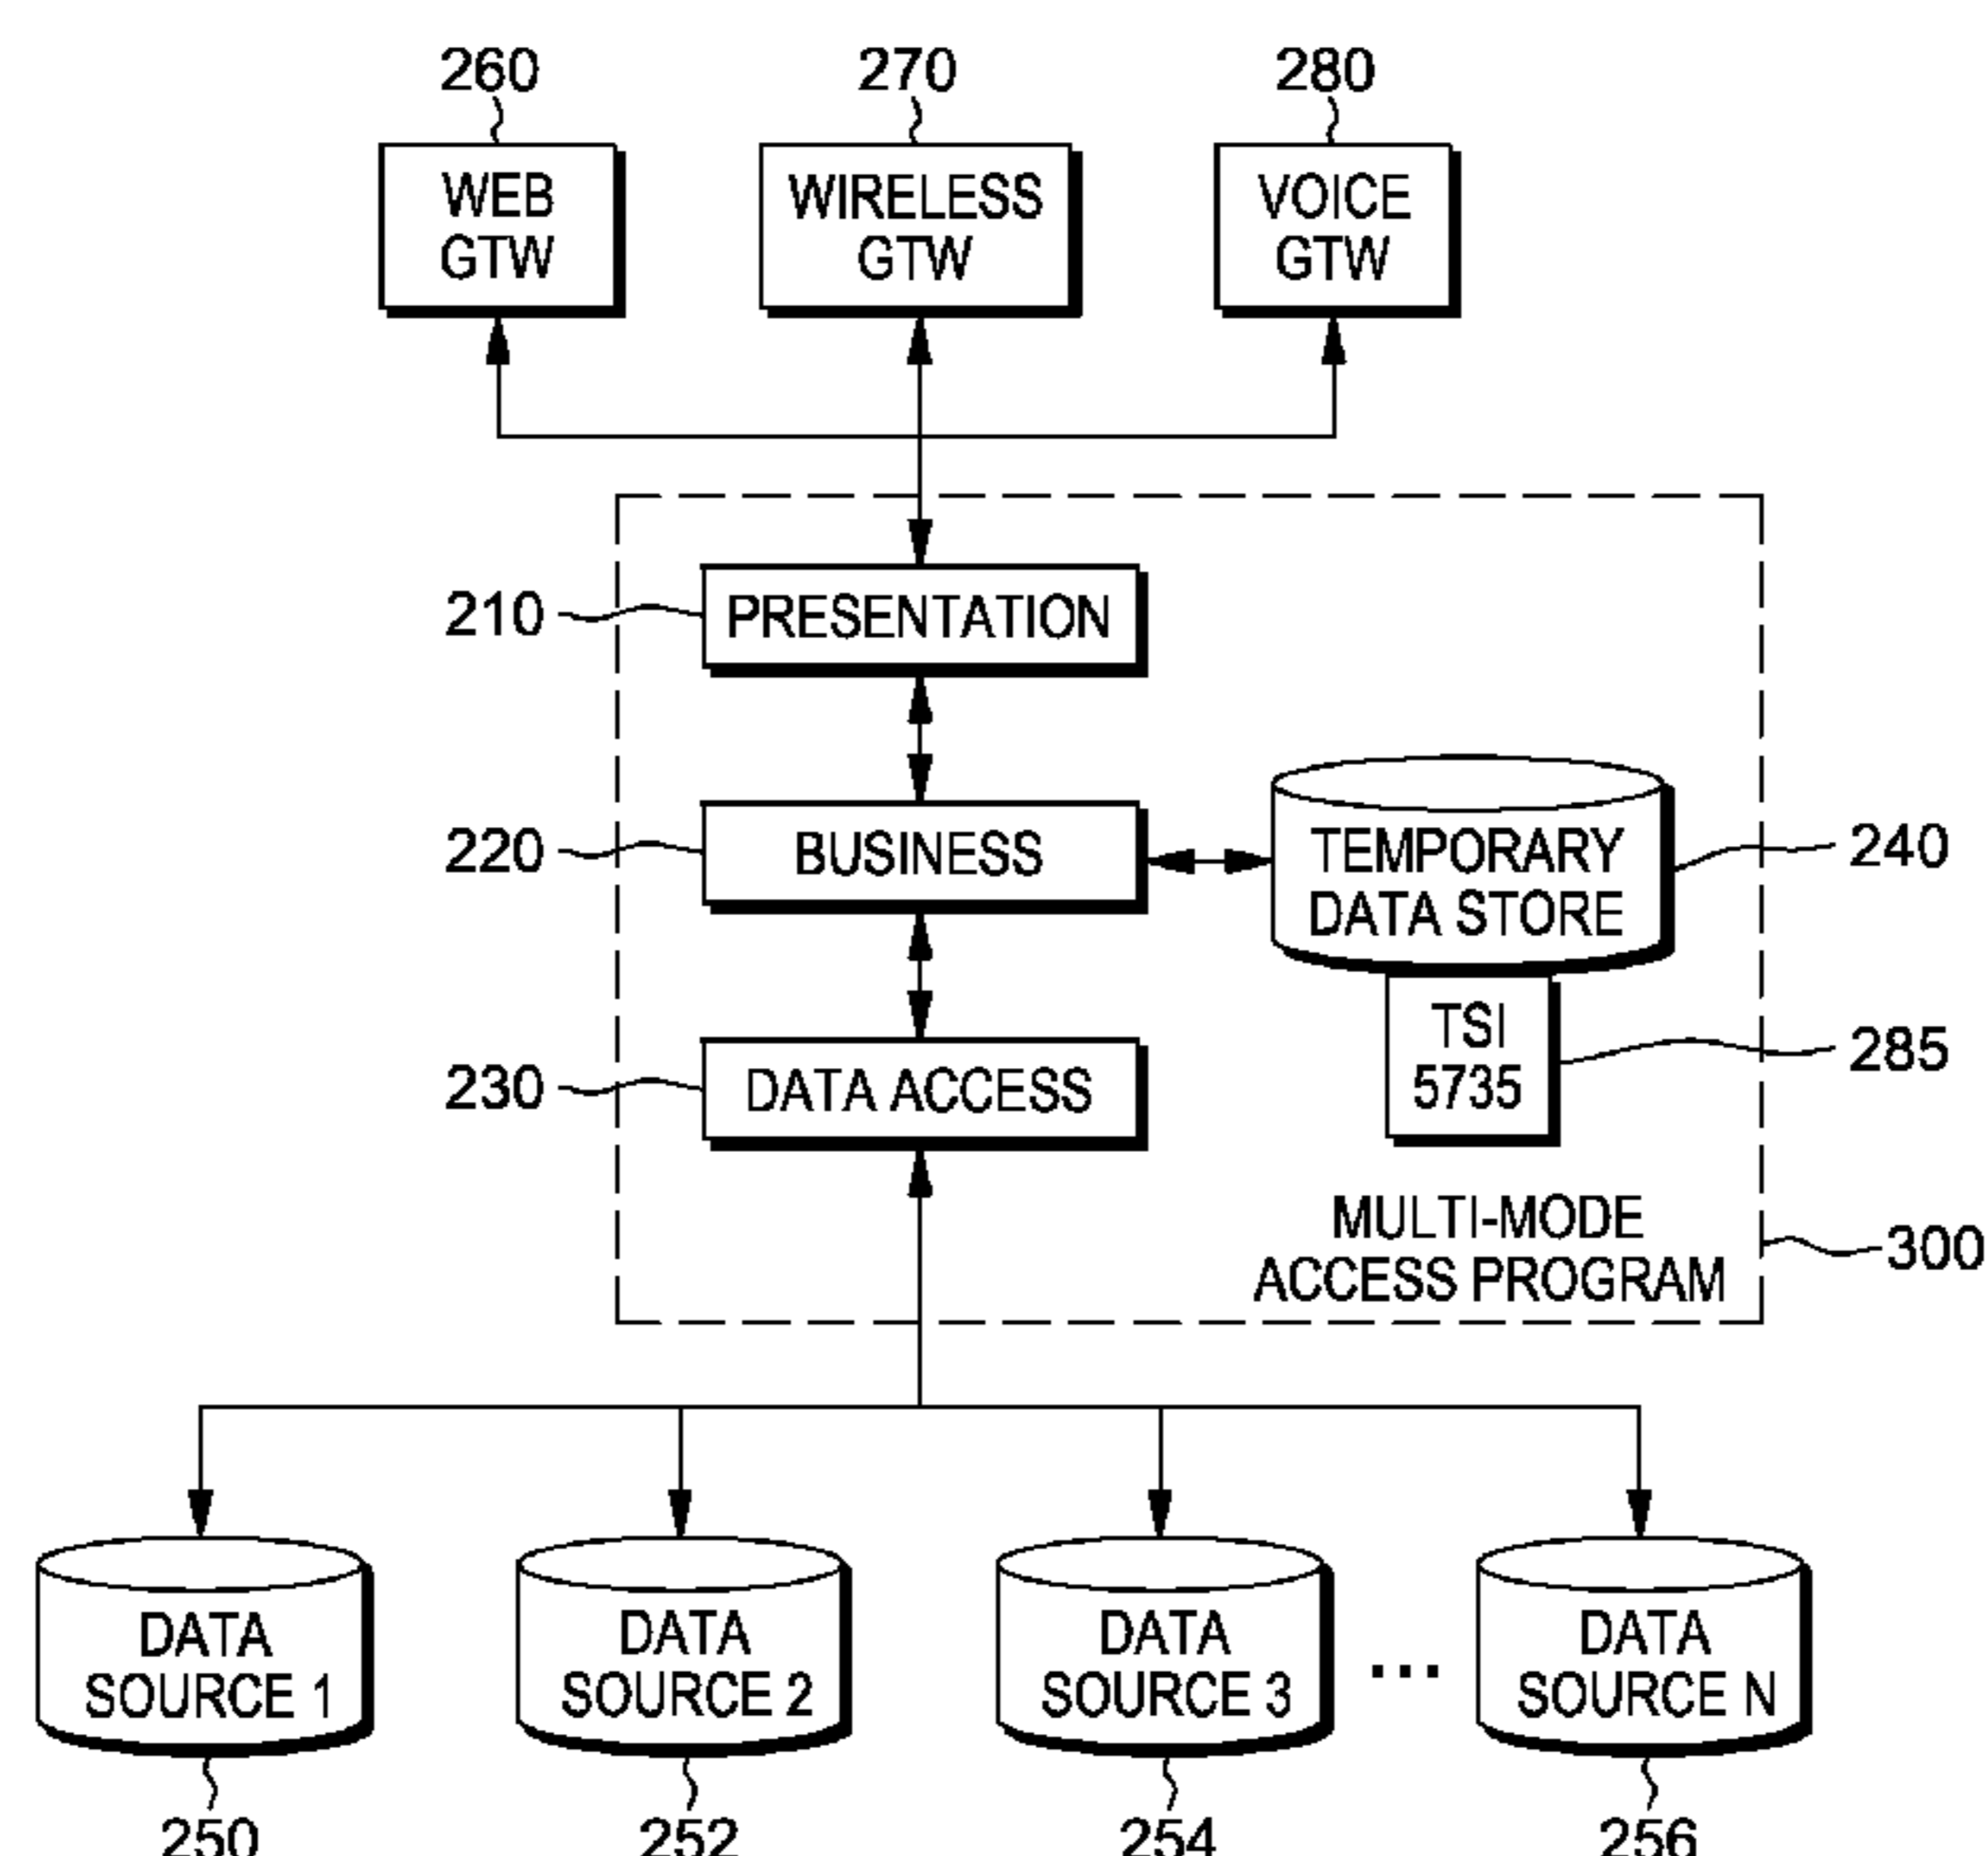 260 270 280
WEB WIRELESS VOICE
GTW GTW GTW
210 PRESENTATION
220 BUSINESS
TEMPORARY
DATA STORE
240
230 DATA ACCESS
TSI
5735
285
MULTI-MODE
ACCESS PROGRAM
300
DATA DATA DATA DATA
SOURCE 1 SOURCE 2 SOURCE 3 ... SOURCE N
250 252 254 256